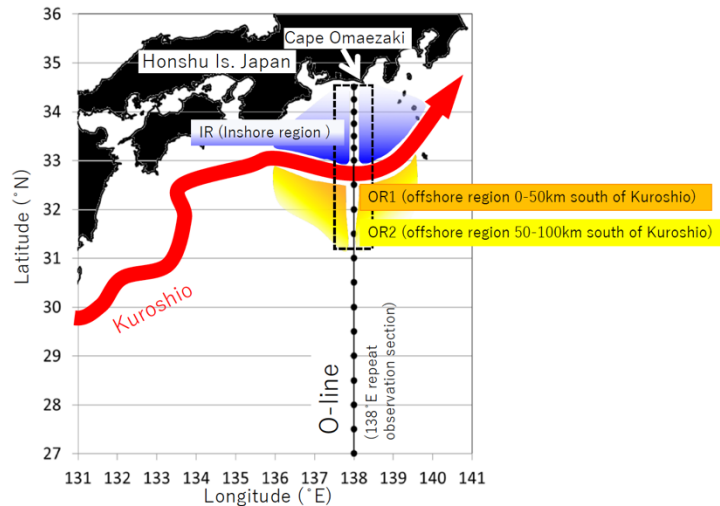 36
35
34
33
32
31
30
29
28
27
Latitude (˚N)
Cape Omaezaki
Honshu Is. Japan
IR (Inshore region )
OR1 (offshore region 0-50km south of Kuroshio)
OR2 (offshore region 50-100km south of Kuroshio)
Kuroshio
O-line
(138˚E repeat
observation section)
131 132 133 134 135 136 137 138 139 140 141
Longitude (˚E)